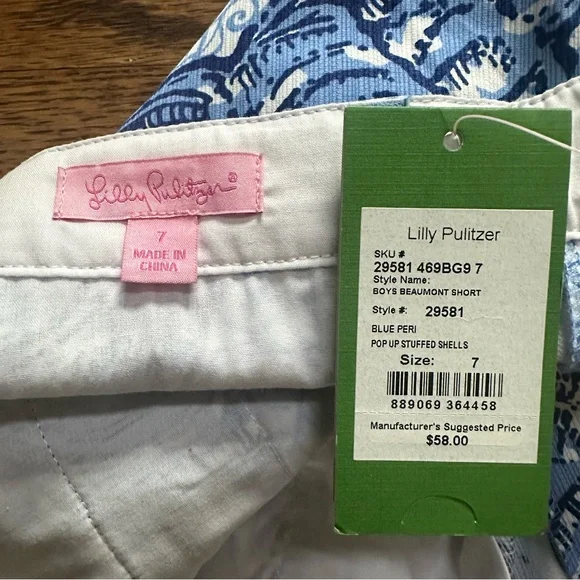 Lilly Pulitzer®
7
MADE IN
CHINA
Lilly Pulitzer
SKU #
29581 469BG9 7
Style Name:
BOYS BEAUMONT SHORT
Style #: 29581
BLUE PERI
POP UP STUFFED SHELLS
Size: 7
889069 364458
Manufacturer's Suggested Price
$58.00